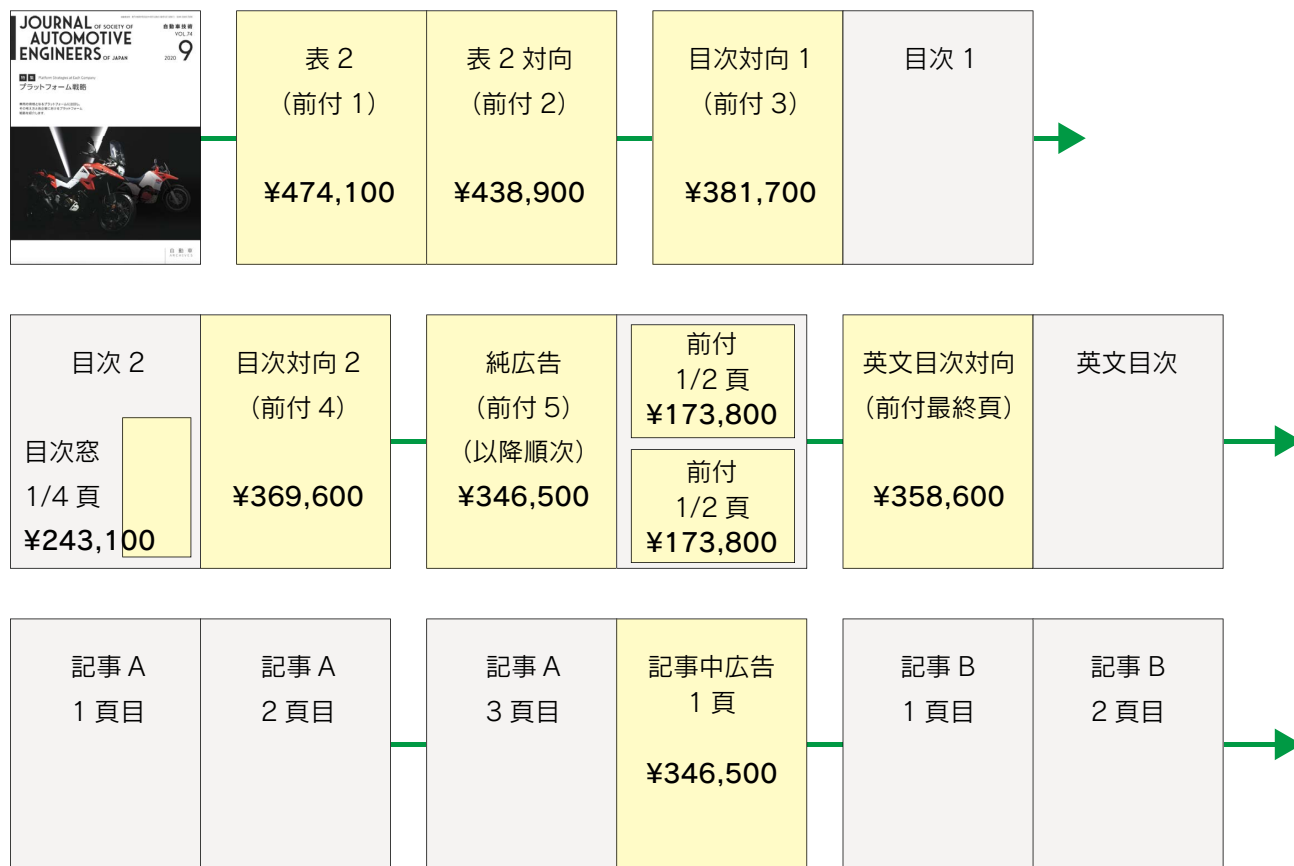 JOURNAL OF SOCIETY OF
AUTOMOTIVE
ENGINEERS OF JAPAN
自動車技術
VOL.74
2020 9
特集 Platform Strategies of Each Company
プラットフォーム戦略
表 2
(前付 1)
¥474,100
表 2 対向
(前付 2)
¥438,900
目次対向 1
(前付 3)
¥381,700
目次 1
目次 2
目次窓
1/4 頁
¥243,100
目次対向 2
(前付 4)
¥369,600
純広告
(前付 5)
(以降順次)
¥346,500
前付
1/2 頁
¥173,800
前付
1/2 頁
¥173,800
英文目次対向
(前付最終頁)
¥358,600
英文目次
記事 A
1 頁目
記事 A
2 頁目
記事 A
3 頁目
記事中広告
1 頁
¥346,500
記事 B
1 頁目
記事 B
2 頁目